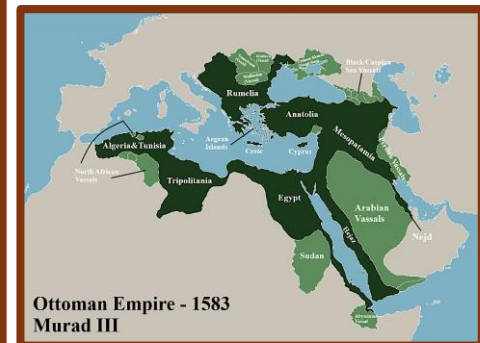 Black/Caspian
Sea Vassals
Rumelia
Anatolia
Aegean
Islands
Crete
Cyprus
Mesopotamia
Algeria&Tunisia
North African
Vassals
Tripolitania
Egypt
Hejaz
Arabian
Vassals
Nejd
Sudan
Ottoman Empire - 1583
Murad III